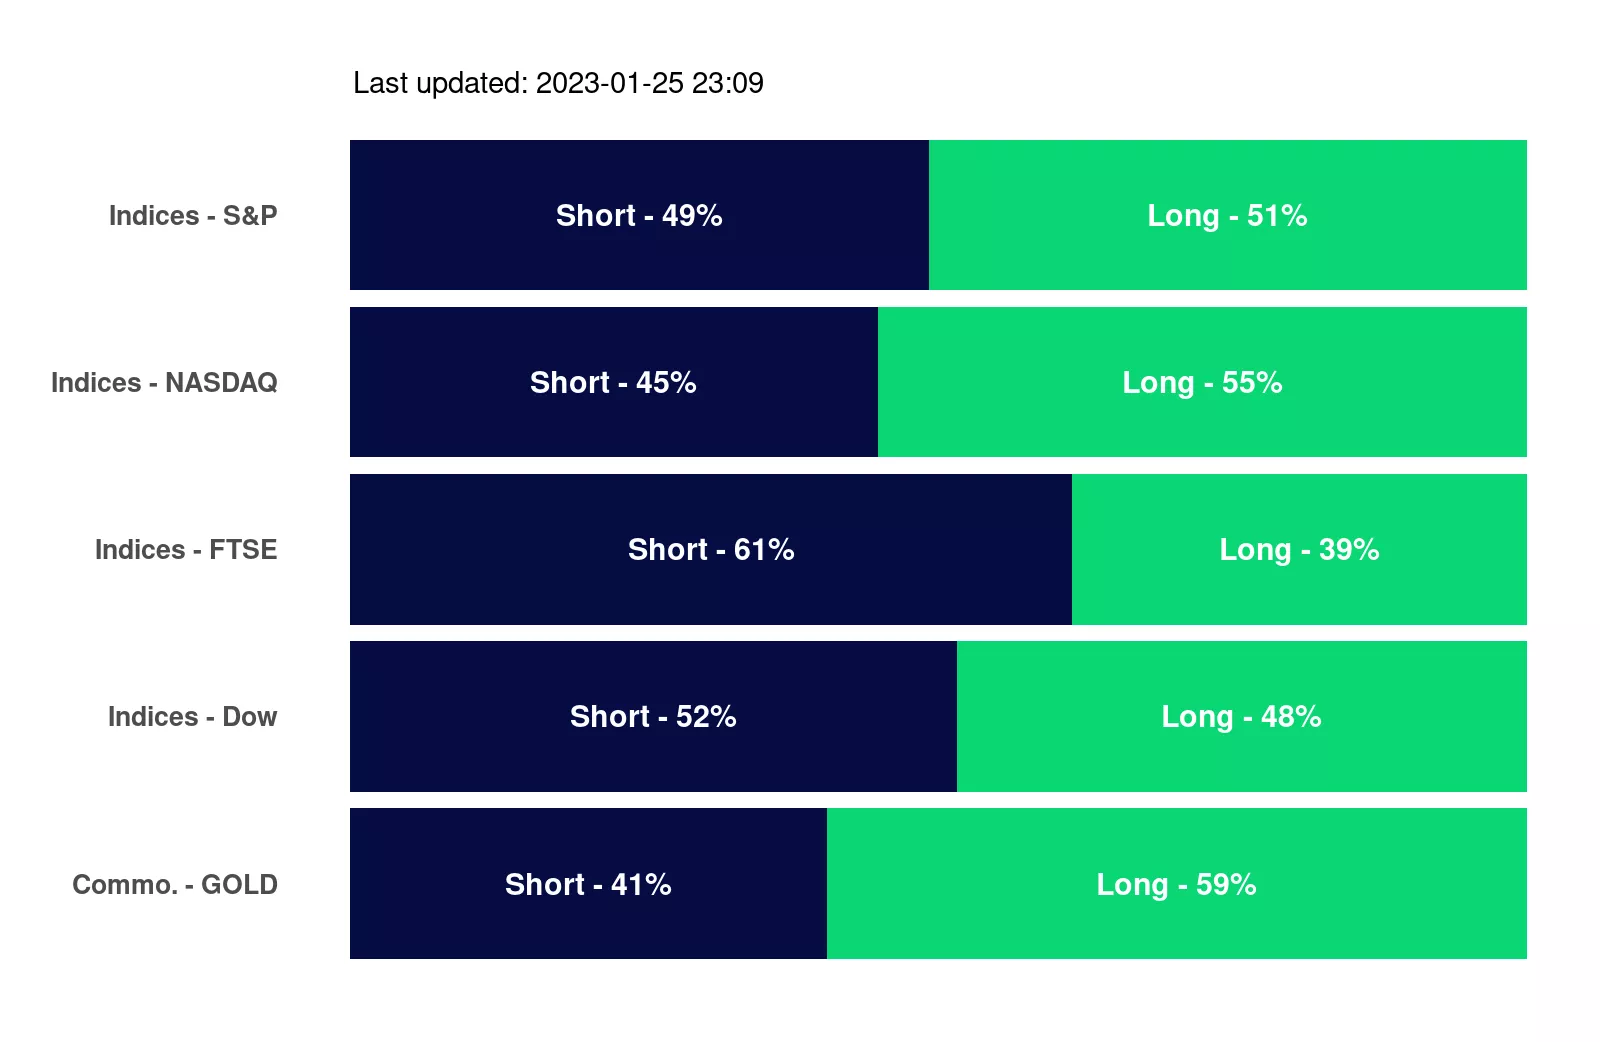 Last updated: 2023-01-25 23:09
Indices - S&P Short - 49% Long - 51%
Indices - NASDAQ Short - 45% Long - 55%
Indices - FTSE Short - 61% Long - 39%
Indices - Dow Short - 52% Long - 48%
Commo. - GOLD Short - 41% Long - 59%